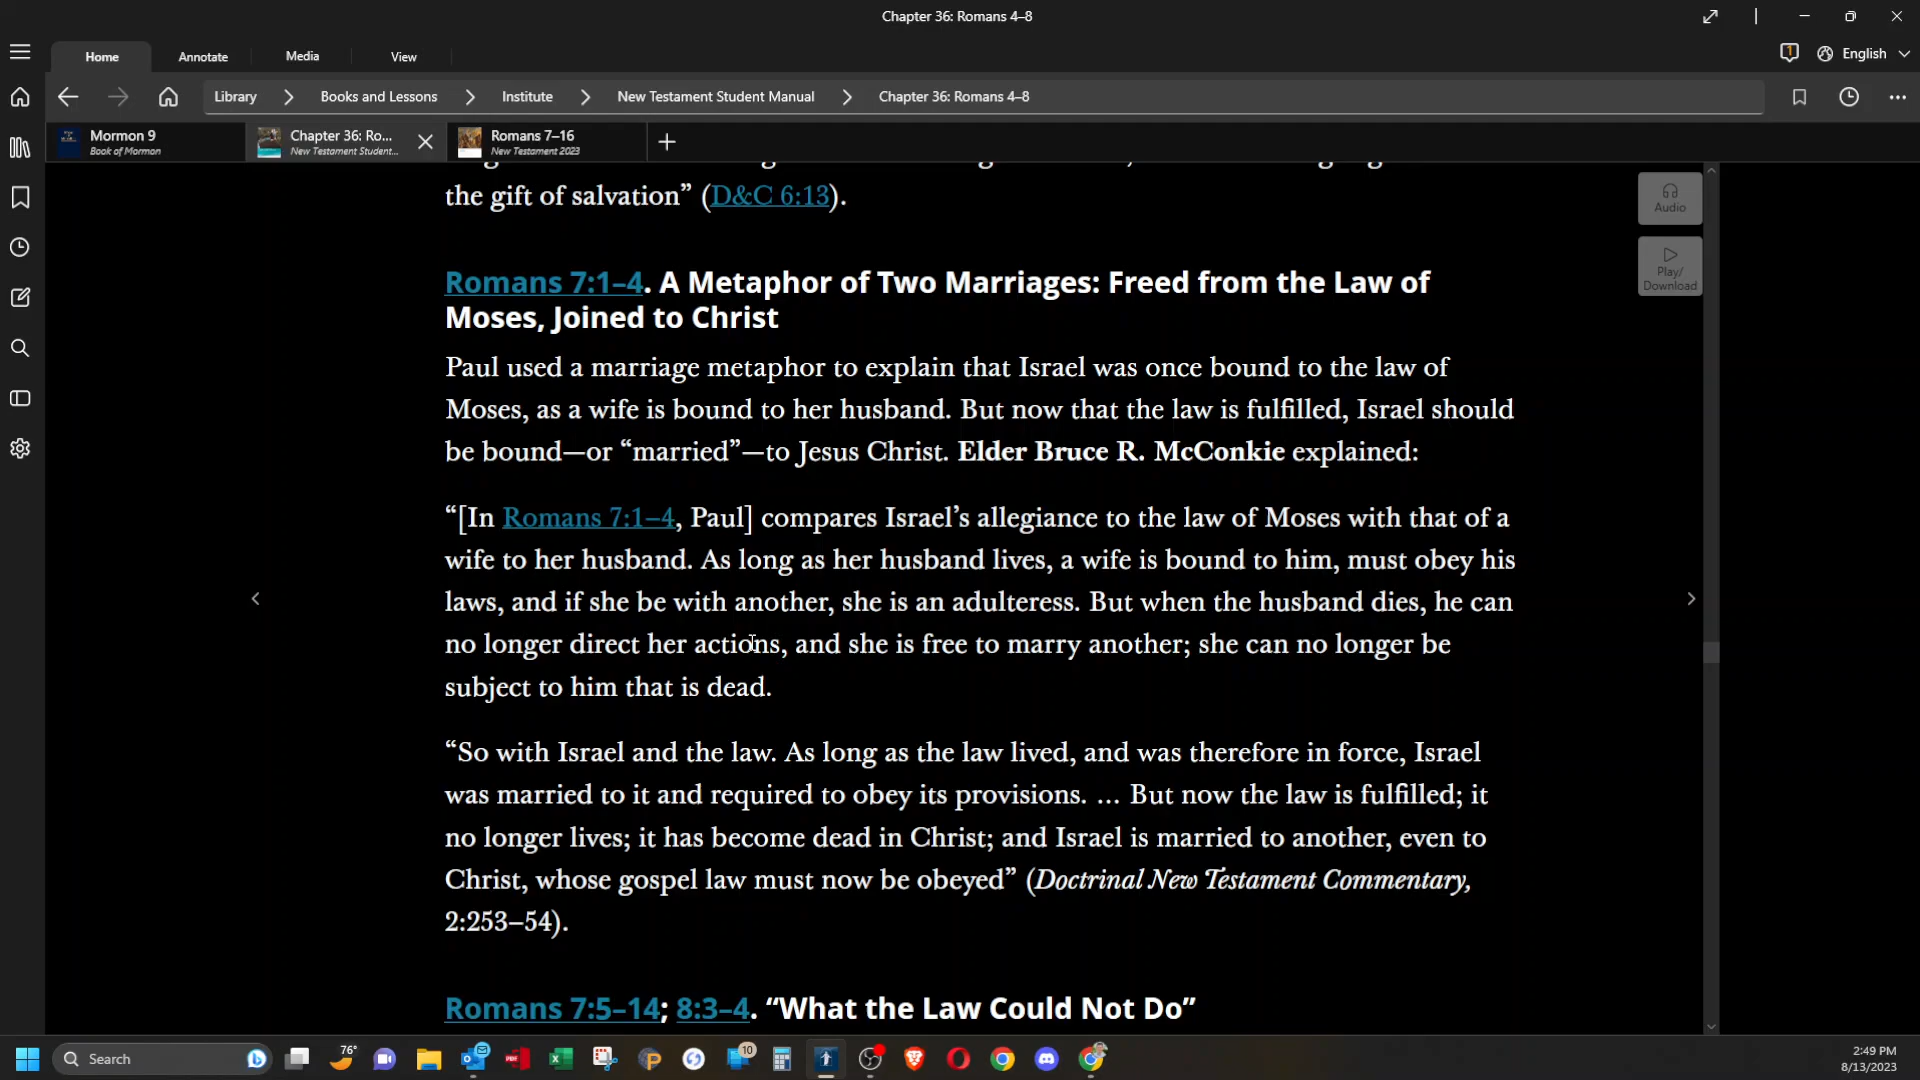 Chapter 36: Romans 4–8
Home
Annotate
Media
View
1
English
Library
Books and Lessons
Institute
New Testament Student Manual
Chapter 36: Romans 4–8
Mormon 9
Book of Mormon
Chapter 36: Ro...
New Testament Student...
Romans 7–16
New Testament 2023
the gift of salvation” (D&C 6:13).
Audio
Play/
Download
Romans 7:1–4. A Metaphor of Two Marriages: Freed from the Law of
Moses, Joined to Christ
Paul used a marriage metaphor to explain that Israel was once bound to the law of
Moses, as a wife is bound to her husband. But now that the law is fulfilled, Israel should
be bound—or “married”—to Jesus Christ. Elder Bruce R. McConkie explained:
“[In Romans 7:1–4, Paul] compares Israel’s allegiance to the law of Moses with that of a
wife to her husband. As long as her husband lives, a wife is bound to him, must obey his
laws, and if she be with another, she is an adulteress. But when the husband dies, he can
no longer direct her actions, and she is free to marry another; she can no longer be
subject to him that is dead.
“So with Israel and the law. As long as the law lived, and was therefore in force, Israel
was married to it and required to obey its provisions. … But now the law is fulfilled; it
no longer lives; it has become dead in Christ; and Israel is married to another, even to
Christ, whose gospel law must now be obeyed” (Doctrinal New Testament Commentary,
2:253–54).
Romans 7:5–14; 8:3–4. “What the Law Could Not Do”
Search
76°
PDF
10
2:49 PM
8/13/2023